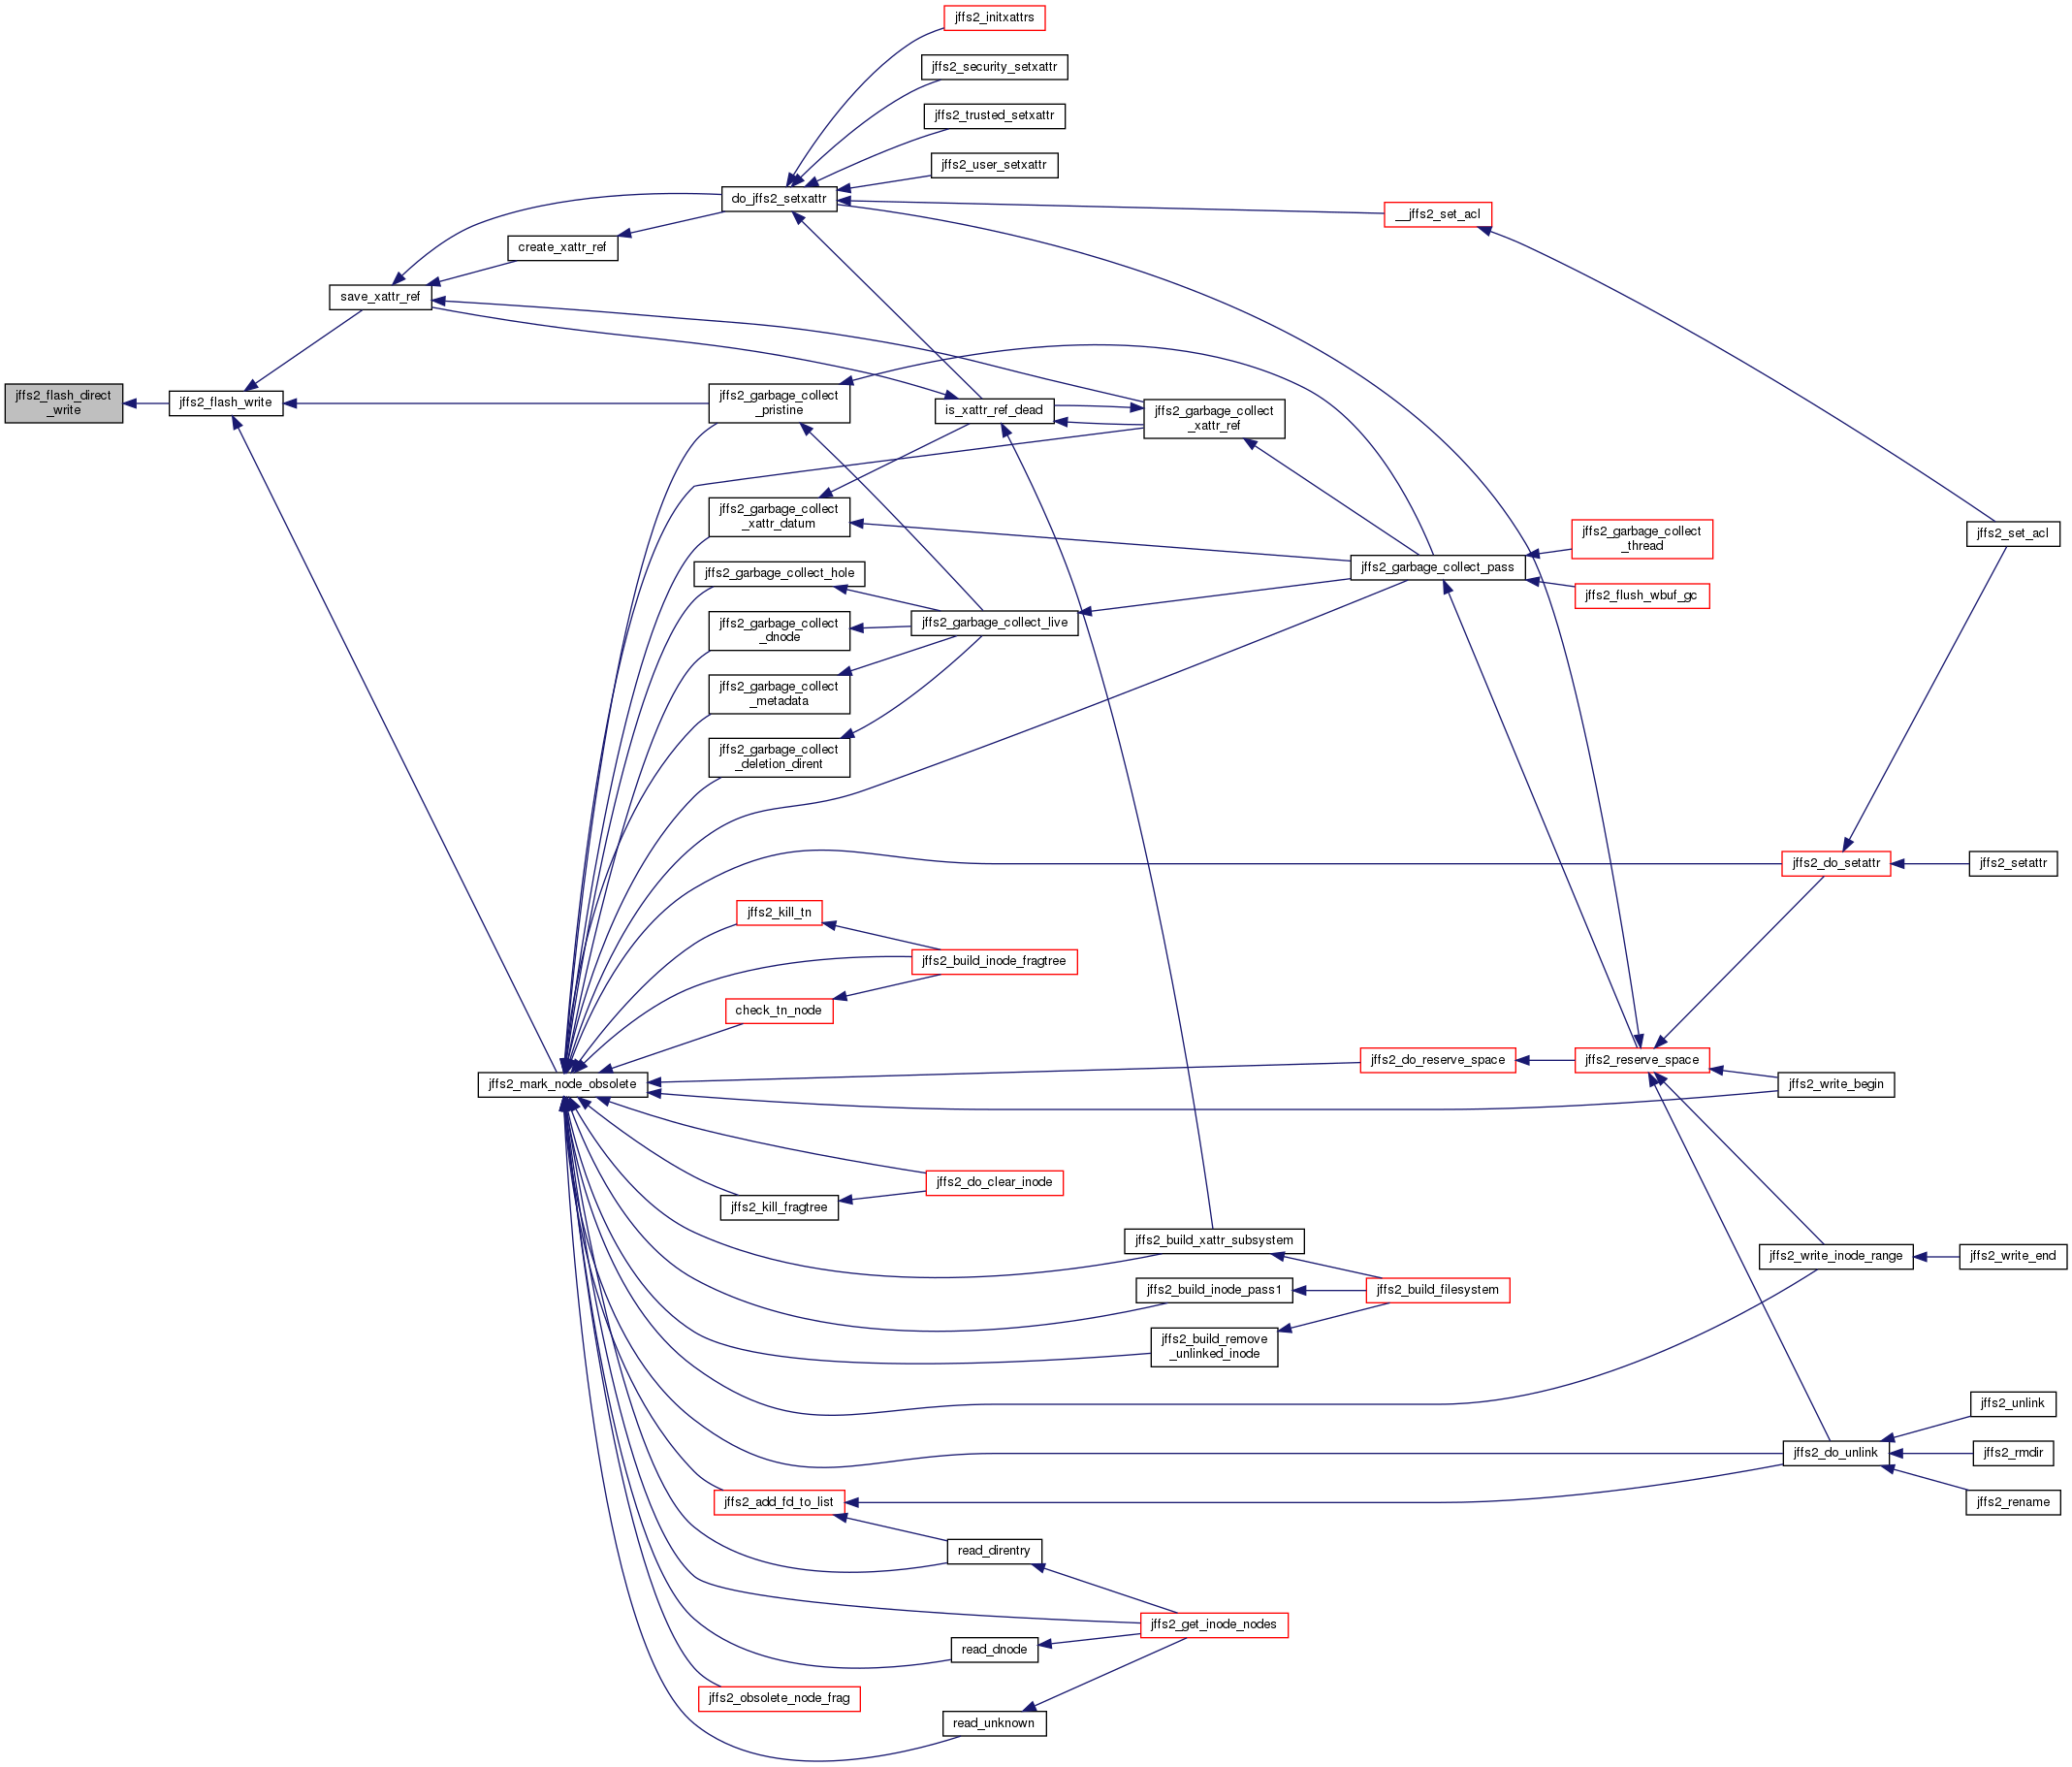 jffs2_initxattrs
jffs2_security_setxattr
jffs2_trusted_setxattr
jffs2_user_setxattr
do_jffs2_setxattr
__jffs2_set_acl
create_xattr_ref
save_xattr_ref
jffs2_flash_direct
_write
jffs2_flash_write
jffs2_garbage_collect
_pristine
is_xattr_ref_dead
jffs2_garbage_collect
_xattr_ref
jffs2_garbage_collect
_xattr_datum
jffs2_garbage_collect
_thread
jffs2_set_acl
jffs2_garbage_collect_hole
jffs2_garbage_collect_pass
jffs2_flush_wbuf_gc
jffs2_garbage_collect
_dnode
jffs2_garbage_collect_live
jffs2_garbage_collect
_metadata
jffs2_garbage_collect
_deletion_dirent
jffs2_do_setattr
jffs2_setattr
jffs2_kill_tn
jffs2_build_inode_fragtree
check_tn_node
jffs2_do_reserve_space
jffs2_reserve_space
jffs2_mark_node_obsolete
jffs2_write_begin
jffs2_do_clear_inode
jffs2_kill_fragtree
jffs2_build_xattr_subsystem
jffs2_write_inode_range
jffs2_write_end
jffs2_build_inode_pass1
jffs2_build_filesystem
jffs2_build_remove
_unlinked_inode
jffs2_unlink
jffs2_do_unlink
jffs2_rmdir
jffs2_add_fd_to_list
jffs2_rename
read_direntry
jffs2_get_inode_nodes
read_dnode
jffs2_obsolete_node_frag
read_unknown